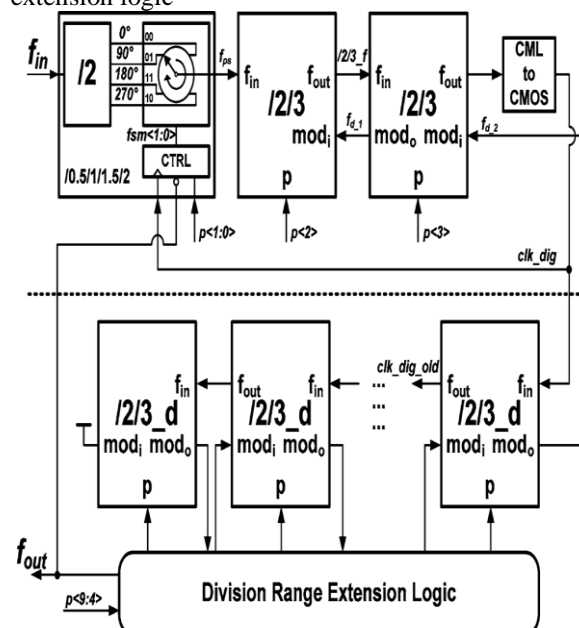 extension logic
f_in
/2
0°
90°
180°
270°
00
01
11
10
fsm<1:0>
CTRL
/0.5/1/1.5/2
p<1:0>
f_ps
f_in
f_out
/2/3
mod_i
p
p<2>
/2/3_f
f_d_1
f_in
f_out
/2/3
mod_o mod_i
p
p<3>
CML
to
CMOS
f_d_2
clk_dig
f_in
/2/3_d
mod_i mod_o
p
f_out
f_in
/2/3_d
mod_i mod_o
p
...
clk_dig_old
...
...
f_out
f_in
/2/3_d
mod_i mod_o
p
f_out
p<9:4>
Division Range Extension Logic